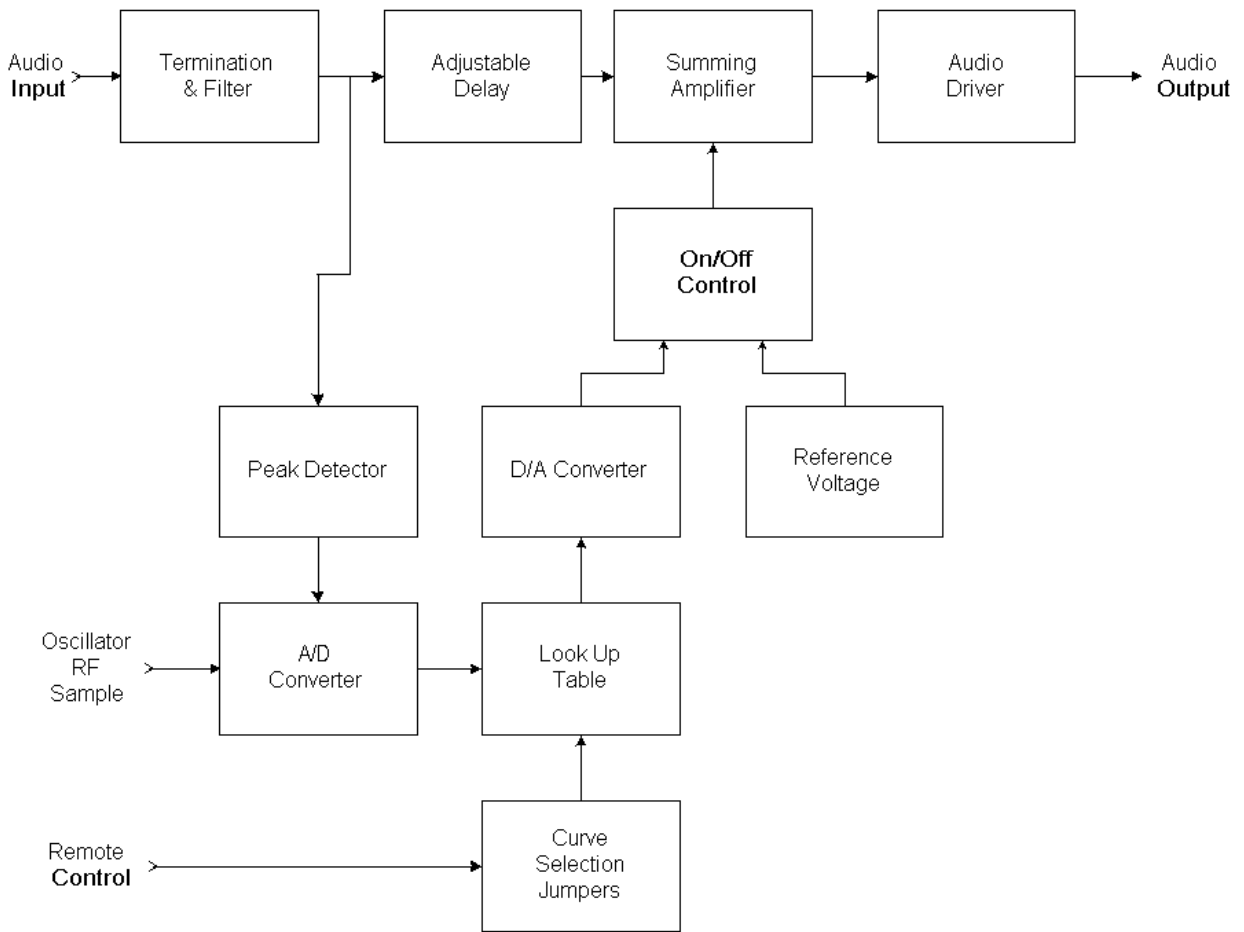 Audio
Input
Termination
& Filter
Adjustable
Delay
Summing
Amplifier
Audio
Driver
Audio
Output
On/Off
Control
Peak Detector
D/A Converter
Reference
Voltage
Oscillator
RF
Sample
A/D
Converter
Look Up
Table
Remote
Control
Curve
Selection
Jumpers